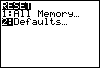 RESET
1:All Memory…
2:Defaults…